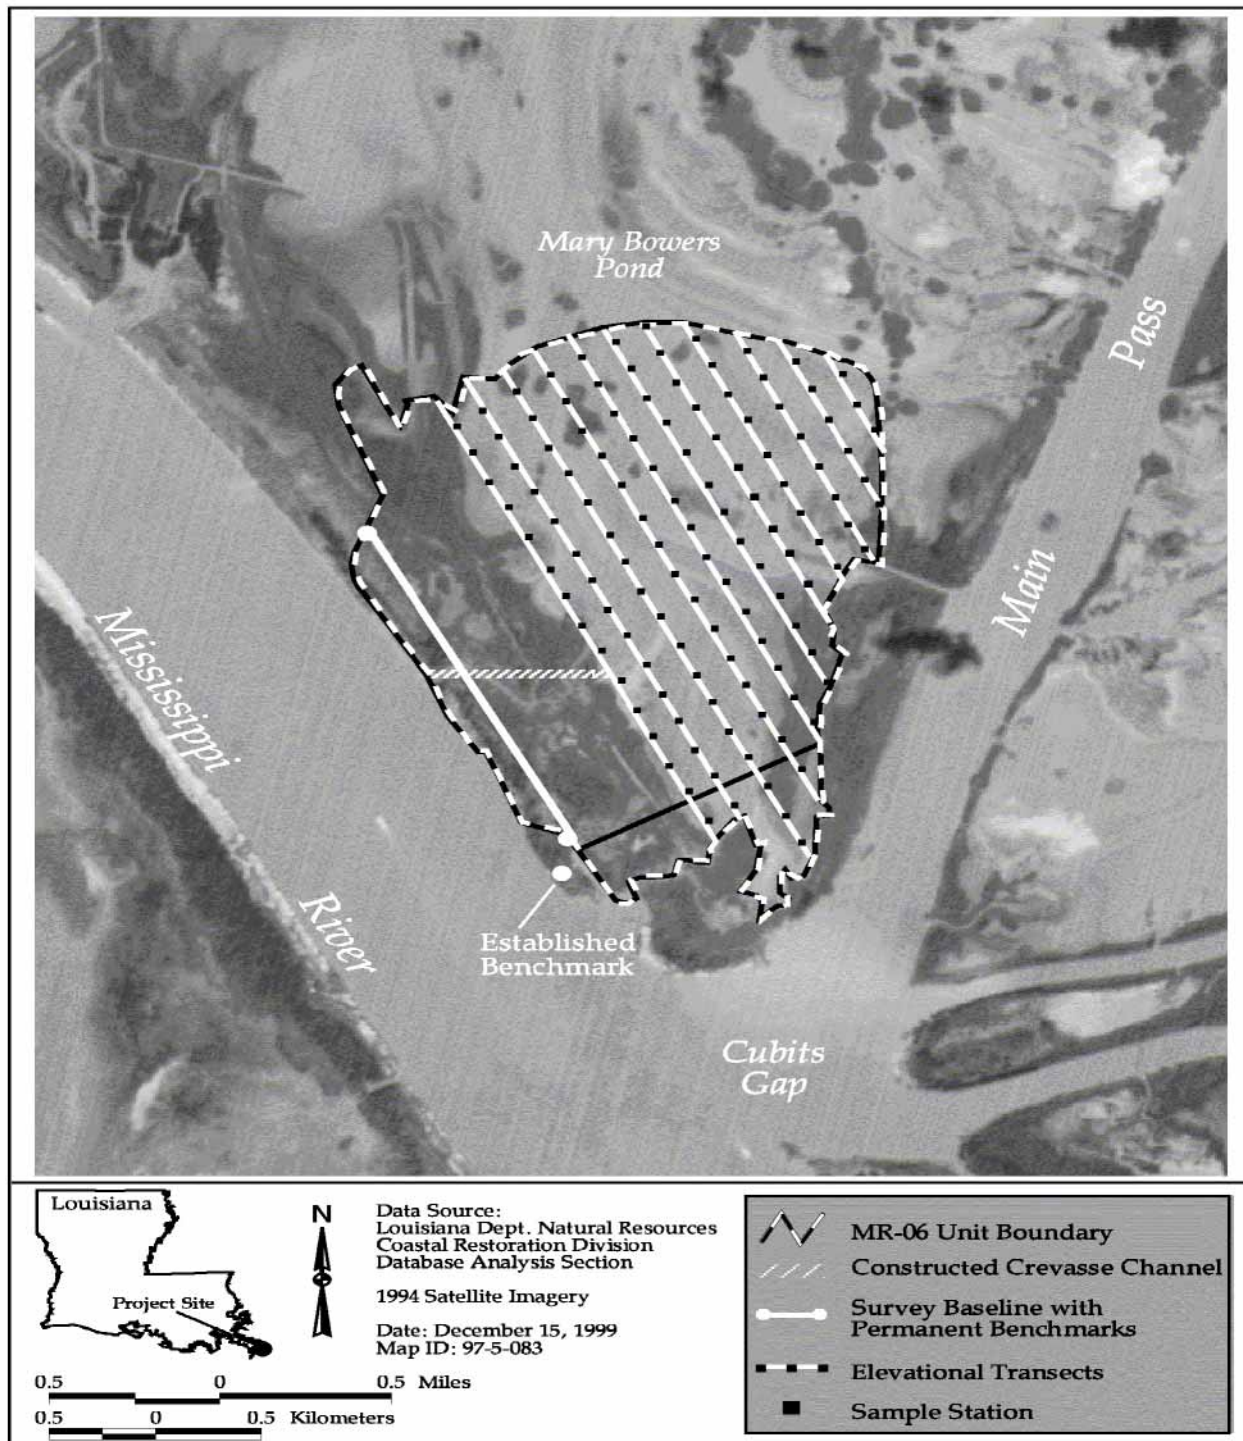 Mary Bowers
Pond
Main Pass
Mississippi River
Established
Benchmark
Cubits
Gap
Louisiana
Project Site
N
Data Source:
Louisiana Dept. Natural Resources
Coastal Restoration Division
Database Analysis Section
1994 Satellite Imagery
Date: December 15, 1999
Map ID: 97-5-083
0.5 0 0.5 Miles
0.5 0 0.5 Kilometers
MR-06 Unit Boundary
Constructed Crevasse Channel
Survey Baseline with
Permanent Benchmarks
Elevational Transects
Sample Station